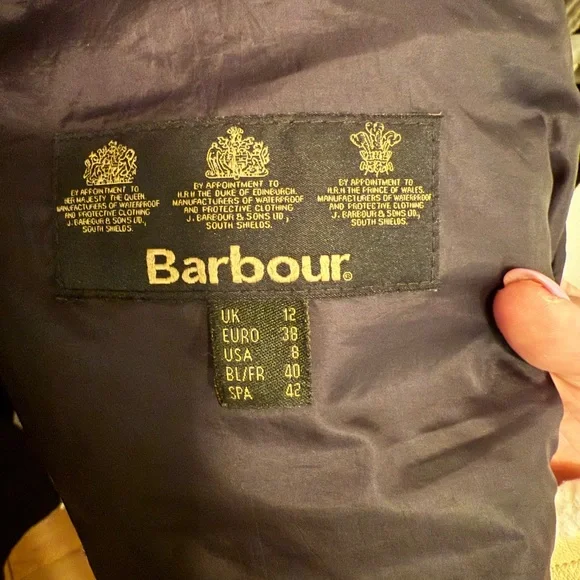 BY APPOINTMENT TO
HER MAJESTY THE QUEEN
MANUFACTURERS OF WATERPROOF
AND PROTECTIVE CLOTHING
J. BARBOUR & SONS LTD,
SOUTH SHIELDS.
BY APPOINTMENT TO
H.R.H THE DUKE OF EDINBURGH.
MANUFACTURERS OF WATERPROOF
AND PROTECTIVE CLOTHING
J. BARBOUR & SONS LTD,
SOUTH SHIELDS.
BY APPOINTMENT TO
H.R.H THE PRINCE OF WALES.
MANUFACTURERS OF WATERPROOF
AND PROTECTIVE CLOTHING
J. BARBOUR & SONS LTD,
SOUTH SHIELDS.
Barbour®
UK 12
EURO 38
USA 8
BL/FR 40
SPA 42